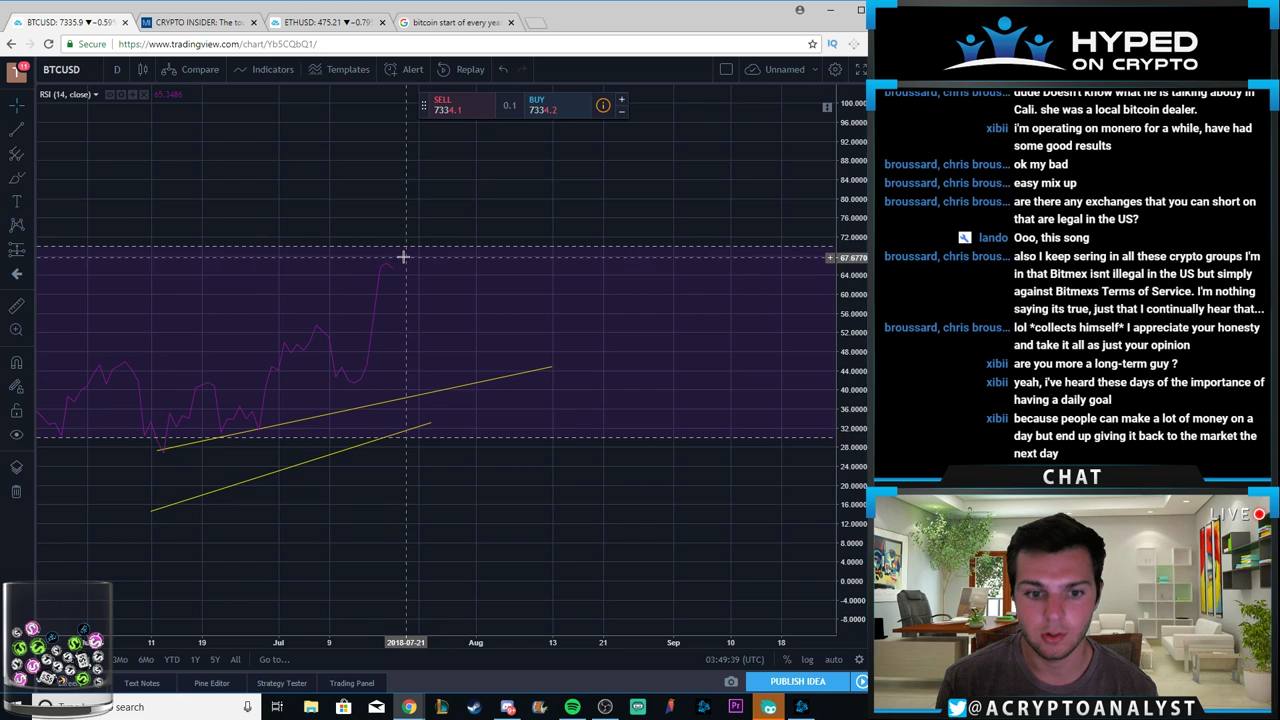 BTCUSD: 7335.9 ▼−0.59%
CRYPTO INSIDER: The to
ETHUSD: 475.21 ▼−0.79%
bitcoin start of every yea
Secure
https://www.tradingview.com/chart/Yb5CQbQ1/
IQ
11
BTCUSD
D
Compare
Indicators
Templates
Alert
Replay
Unnamed
RSI (14, close)
65.3486
SELL
7334.1
0.1
BUY
7334.2
100.0000
96.0000
92.0000
88.0000
84.0000
80.0000
76.0000
72.0000
67.6770
64.0000
60.0000
56.0000
52.0000
48.0000
44.0000
40.0000
36.0000
32.0000
28.0000
24.0000
20.0000
16.0000
12.0000
8.0000
4.0000
0.0000
-4.0000
-8.0000
11
19
Jul
9
2018-07-21
Aug
13
21
Sep
10
18
3Mo
6Mo
YTD
1Y
5Y
All
Go to...
03:49:39 (UTC)
%
log
auto
Text Notes
Pine Editor
Strategy Tester
Trading Panel
PUBLISH IDEA
search
HYPED
ON CRYPTO
broussard, chris brous... dude Doesn't know what he is talking abouy in
Cali. she was a local bitcoin dealer.
xibii i'm operating on monero for a while, have had
some good results
broussard, chris brous... ok my bad
broussard, chris brous... easy mix up
broussard, chris brous... are there any exchanges that you can short on
that are legal in the US?
lando Ooo, this song
broussard, chris brous... also I keep sering in all these crypto groups I'm
in that Bitmex isnt illegal in the US but simply
against Bitmexs Terms of Service. I'm nothing
saying its true, just that I continually hear that...
broussard, chris brous... lol *collects himself* I appreciate your honesty
and take it all as just your opinion
xibii are you more a long-term guy ?
xibii yeah, i've heard these days of the importance of
having a daily goal
xibii because people can make a lot of money on a
day but end up giving it back to the market the
next day
CHAT
LIVE
@ACRYPTOANALYST